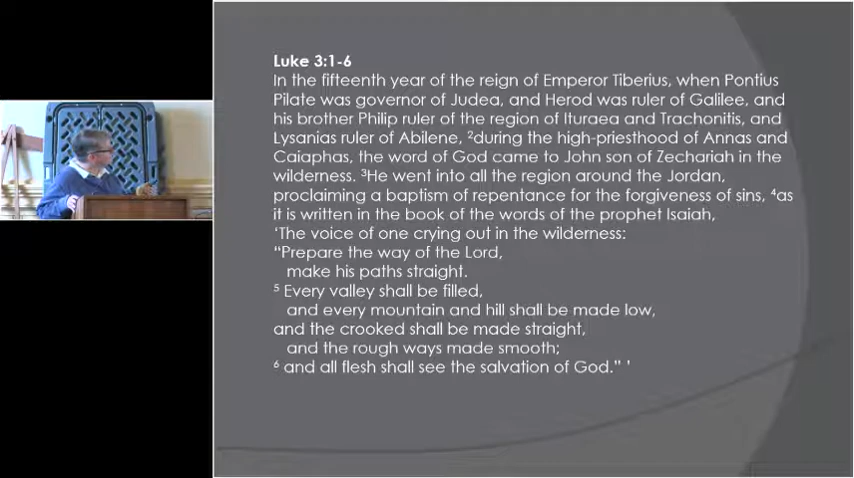 Luke 3:1-6
In the fifteenth year of the reign of Emperor Tiberius, when Pontius
Pilate was governor of Judea, and Herod was ruler of Galilee, and
his brother Philip ruler of the region of Ituraea and Trachonitis, and
Lysanias ruler of Abilene, ²during the high-priesthood of Annas and
Caiaphas, the word of God came to John son of Zechariah in the
wilderness. ³He went into all the region around the Jordan,
proclaiming a baptism of repentance for the forgiveness of sins, ⁴as
it is written in the book of the words of the prophet Isaiah,
‘The voice of one crying out in the wilderness:
“Prepare the way of the Lord,
make his paths straight.
⁵ Every valley shall be filled,
and every mountain and hill shall be made low,
and the crooked shall be made straight,
and the rough ways made smooth;
⁶ and all flesh shall see the salvation of God.” ’